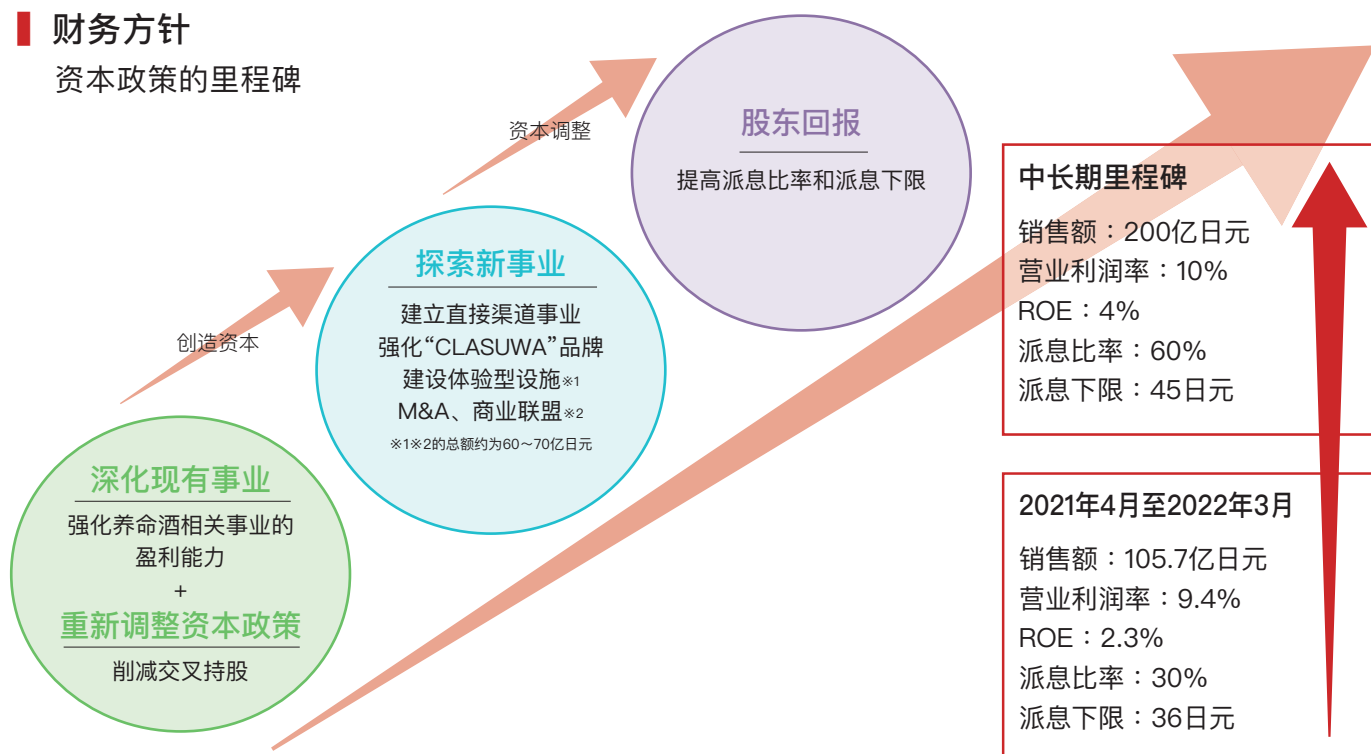 财务方针
资本政策的里程碑
深化现有事业
强化养命酒相关事业的
盈利能力
+
重新调整资本政策
削减交叉持股
创造资本
探索新事业
建立直接渠道事业
强化“CLASUWA”品牌
建设体验型设施※1
M&A、商业联盟※2
※1※2的总额约为60～70亿日元
资本调整
股东回报
提高派息比率和派息下限
中长期里程碑
销售额：200亿日元
营业利润率：10%
ROE：4%
派息比率：60%
派息下限：45日元
2021年4月至2022年3月
销售额：105.7亿日元
营业利润率：9.4%
ROE：2.3%
派息比率：30%
派息下限：36日元